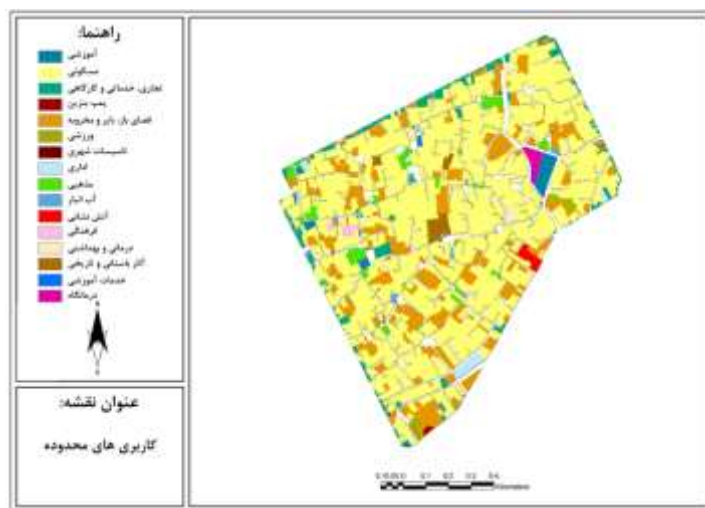 راهنما:
آموزشی
مسکونی
تجاری، خدماتی و کارگاهی
پمپ بنزین
فضای باز، بایر و مخروبه
ورزشی
تاسیسات شهری
اداری
مذهبی
آب انبار
آتش نشانی
فرهنگی
درمانی و بهداشتی
آثار باستانی و تاریخی
خدمات آموزشی
درمانگاه
عنوان نقشه:
کاربری های محدوده